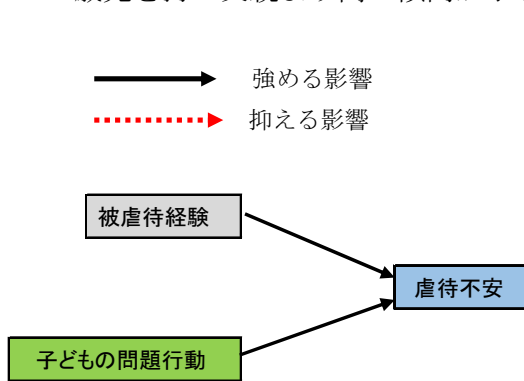 強める影響
抑える影響
被虐待経験
虐待不安
子どもの問題行動